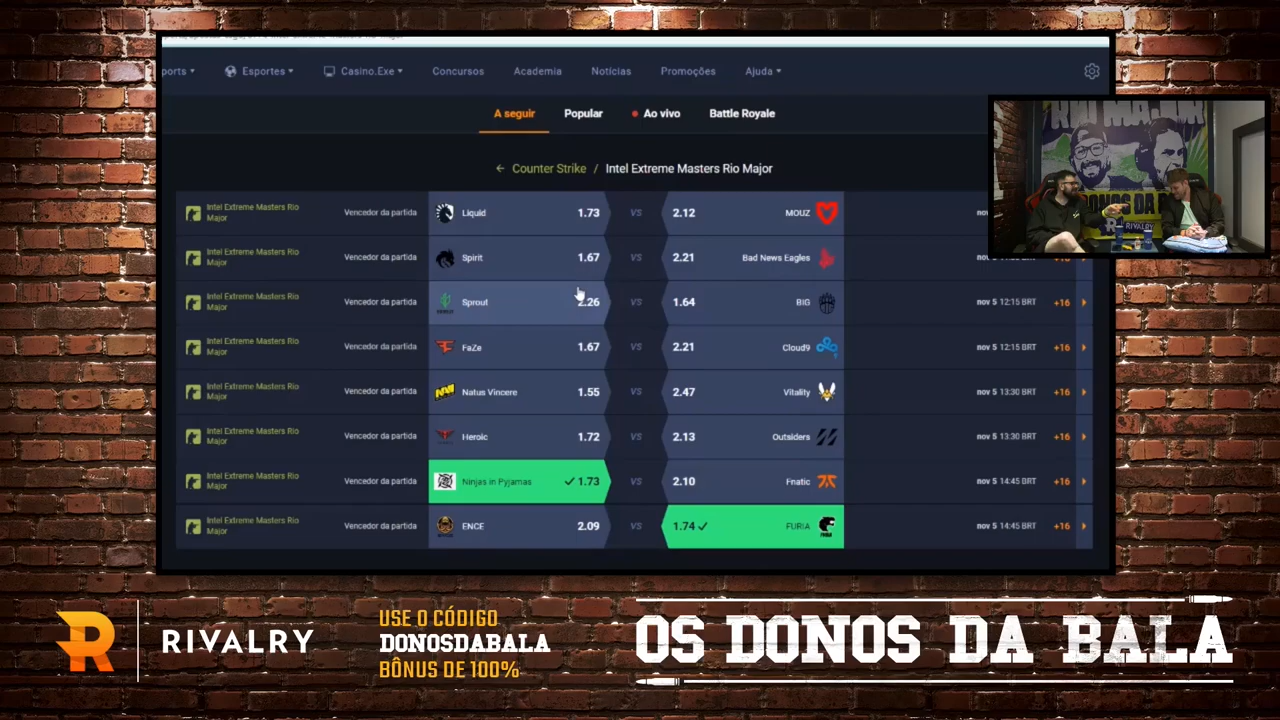 ports
Esportes
Casino.Exe
Concursos
Academia
Notícias
Promoções
Ajuda
A seguir
Popular
Ao vivo
Battle Royale
Counter Strike / Intel Extreme Masters Rio Major
Intel Extreme Masters Rio
Major
Vencedor da partida
Liquid
1.73
VS
2.12
MOUZ
nov
Intel Extreme Masters Rio
Major
Vencedor da partida
Spirit
1.67
VS
2.21
Bad News Eagles
Intel Extreme Masters Rio
Major
Vencedor da partida
Sprout
2.26
VS
1.64
BIG
nov 5 12:15 BRT
+16
Intel Extreme Masters Rio
Major
Vencedor da partida
FaZe
1.67
VS
2.21
Cloud9
nov 5 12:15 BRT
+16
Intel Extreme Masters Rio
Major
Vencedor da partida
Natus Vincere
1.55
VS
2.47
Vitality
nov 5 13:30 BRT
+16
Intel Extreme Masters Rio
Major
Vencedor da partida
Heroic
1.72
VS
2.13
Outsiders
nov 5 13:30 BRT
+16
Intel Extreme Masters Rio
Major
Vencedor da partida
Ninjas in Pyjamas
1.73
VS
2.10
Fnatic
nov 5 14:45 BRT
+16
Intel Extreme Masters Rio
Major
Vencedor da partida
ENCE
2.09
VS
1.74
FURIA
nov 5 14:45 BRT
+16
RIO MAJOR
DONOS DA B
RIVALRY
RIVALRY
USE O CÓDIGO
DONOSDABALA
BÔNUS DE 100%
OS DONOS DA BALA